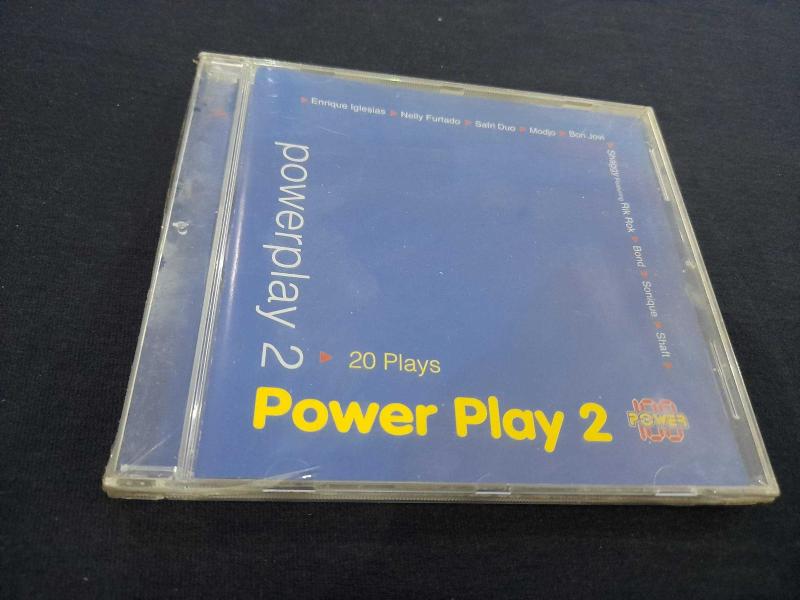 ▶ Enrique Iglesias ▶ Nelly Furtado ▶ Safri Duo ▶ Modjo ▶ Bon Jovi
▶ Shaggy Featuring Rik Rok ▶ Bond ▶ Sonique ▶ Shaft ▶
powerplay 2
▶ 20 Plays
Power Play 2
100
POWER